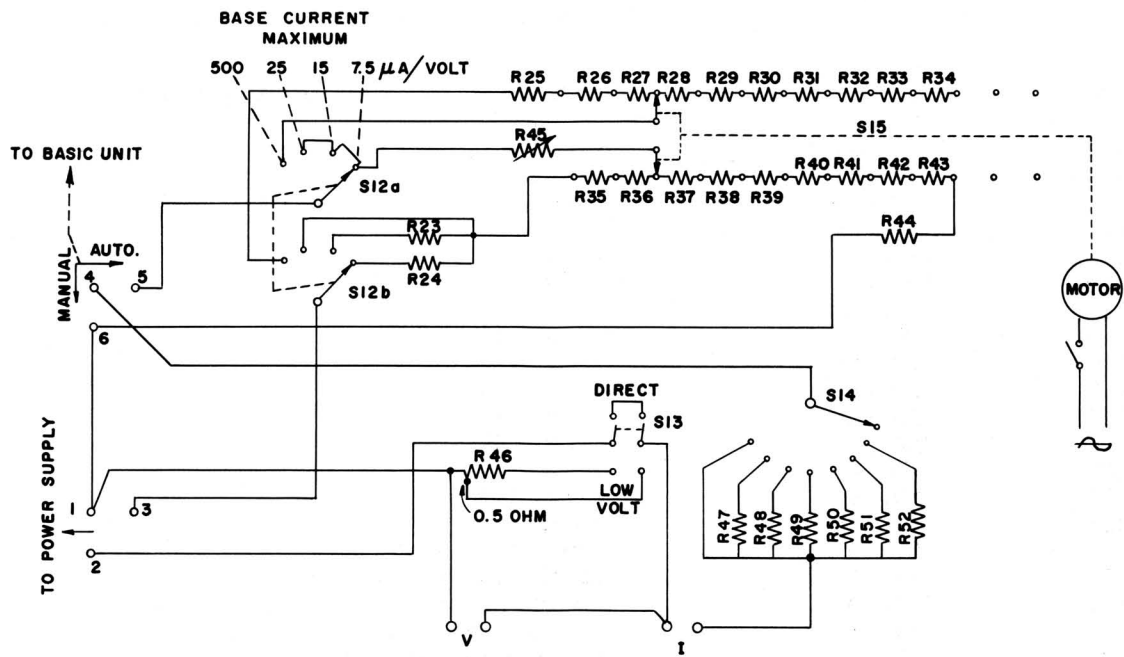 BASE CURRENT
MAXIMUM
500 25 15 7.5 μA/VOLT
R25 R26 R27 R28 R29 R30 R31 R32 R33 R34
S15
R45
TO BASIC UNIT
S12a
R40 R41 R42 R43
R35 R36 R37 R38 R39
R44
R23
R24
S12b
AUTO.
MANUAL
4 5
6
MOTOR
DIRECT
S13
S14
R 46
LOW
VOLT
0.5 OHM
TO POWER SUPPLY
1 3
2
R47 R48 R49 R50 R51 R52
V I